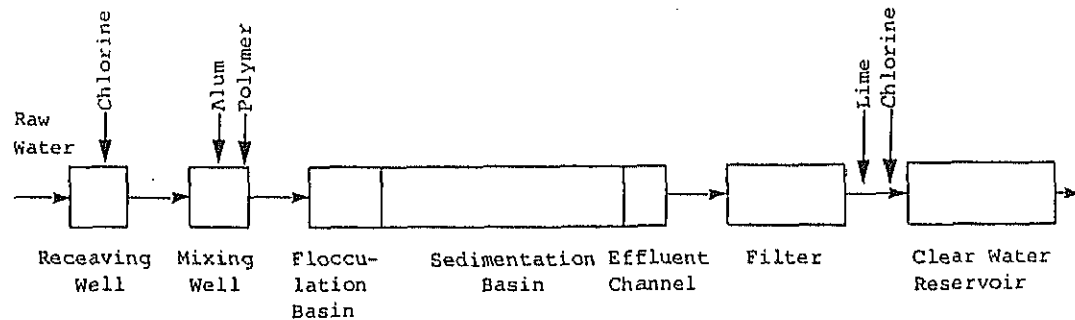 Chlorine
Alum
Polymer
Lime
Chlorine
Raw
Water
Receaving
Well
Mixing
Well
Floccu-
lation
Basin
Sedimentation
Basin
Effluent
Channel
Filter
Clear Water
Reservoir